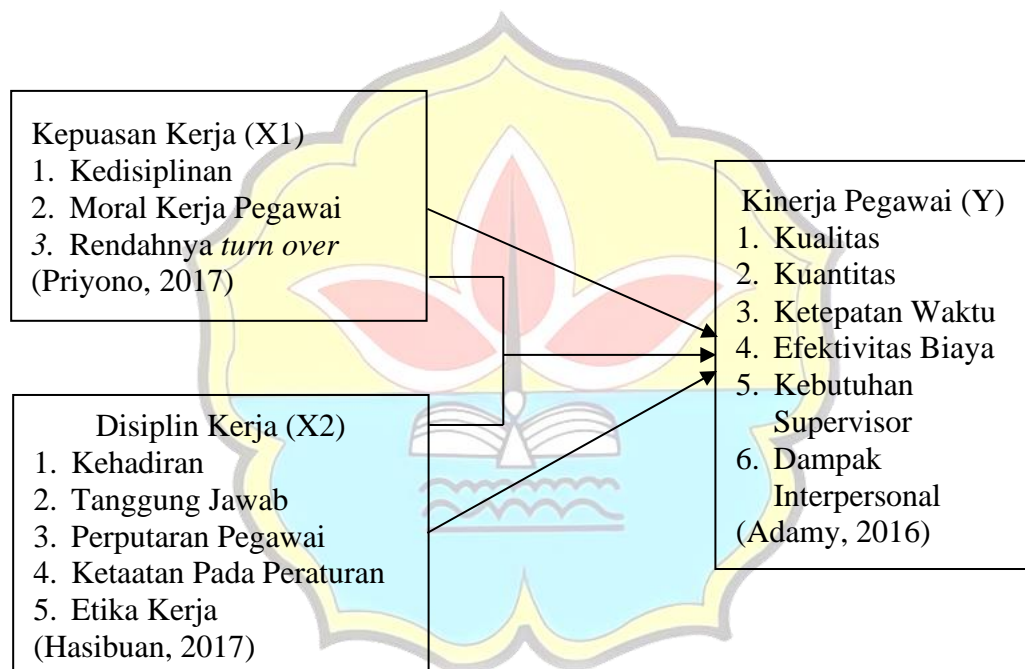 Kepuasan Kerja (X1)
1. Kedisiplinan
2. Moral Kerja Pegawai
3. Rendahnya turn over
(Priyono, 2017)
Disiplin Kerja (X2)
1. Kehadiran
2. Tanggung Jawab
3. Perputaran Pegawai
4. Ketaatan Pada Peraturan
5. Etika Kerja
(Hasibuan, 2017)
Kinerja Pegawai (Y)
1. Kualitas
2. Kuantitas
3. Ketepatan Waktu
4. Efektivitas Biaya
5. Kebutuhan
Supervisor
6. Dampak
Interpersonal
(Adamy, 2016)